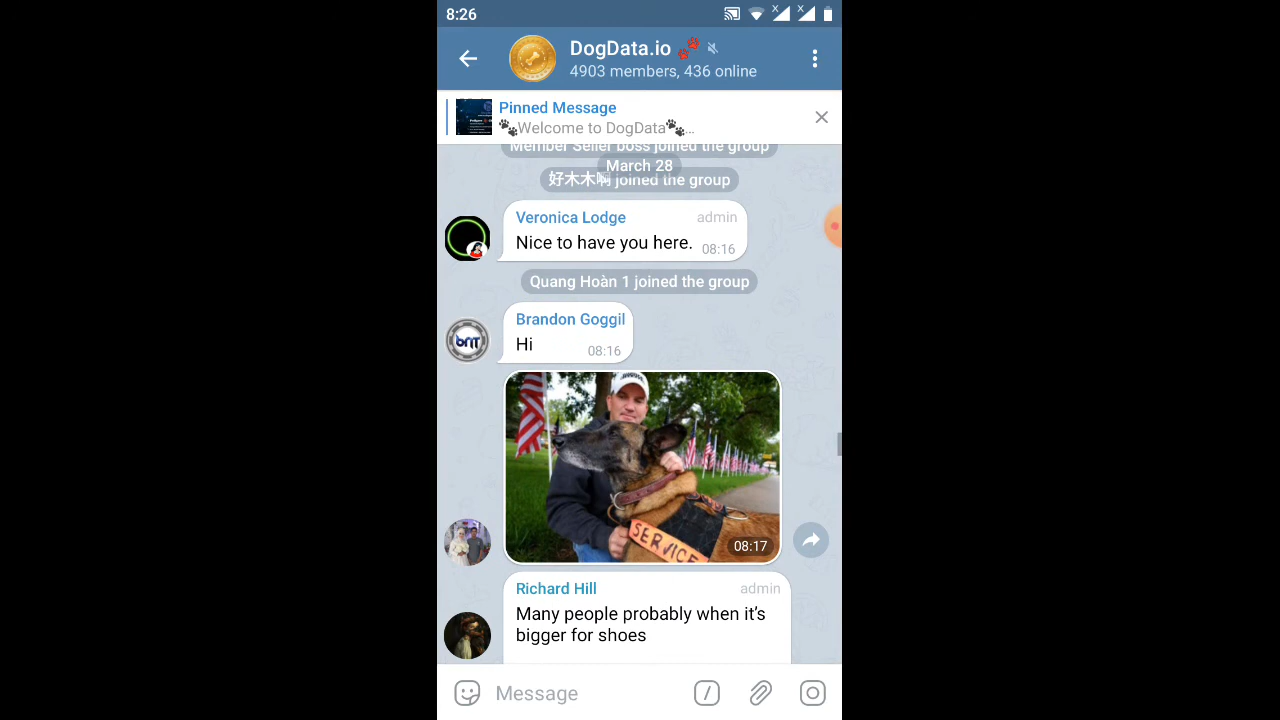 8:26
DogData.io
4903 members, 436 online
Pinned Message
🐾Welcome to DogData🐾...
Member Seller boss joined the group
March 28
好木木啊 joined the group
Veronica Lodge admin
Nice to have you here. 08:16
Quang Hoàn 1 joined the group
Brandon Goggil
Hi 08:16
SERVICE
08:17
Richard Hill admin
Many people probably when it's
bigger for shoes
Message